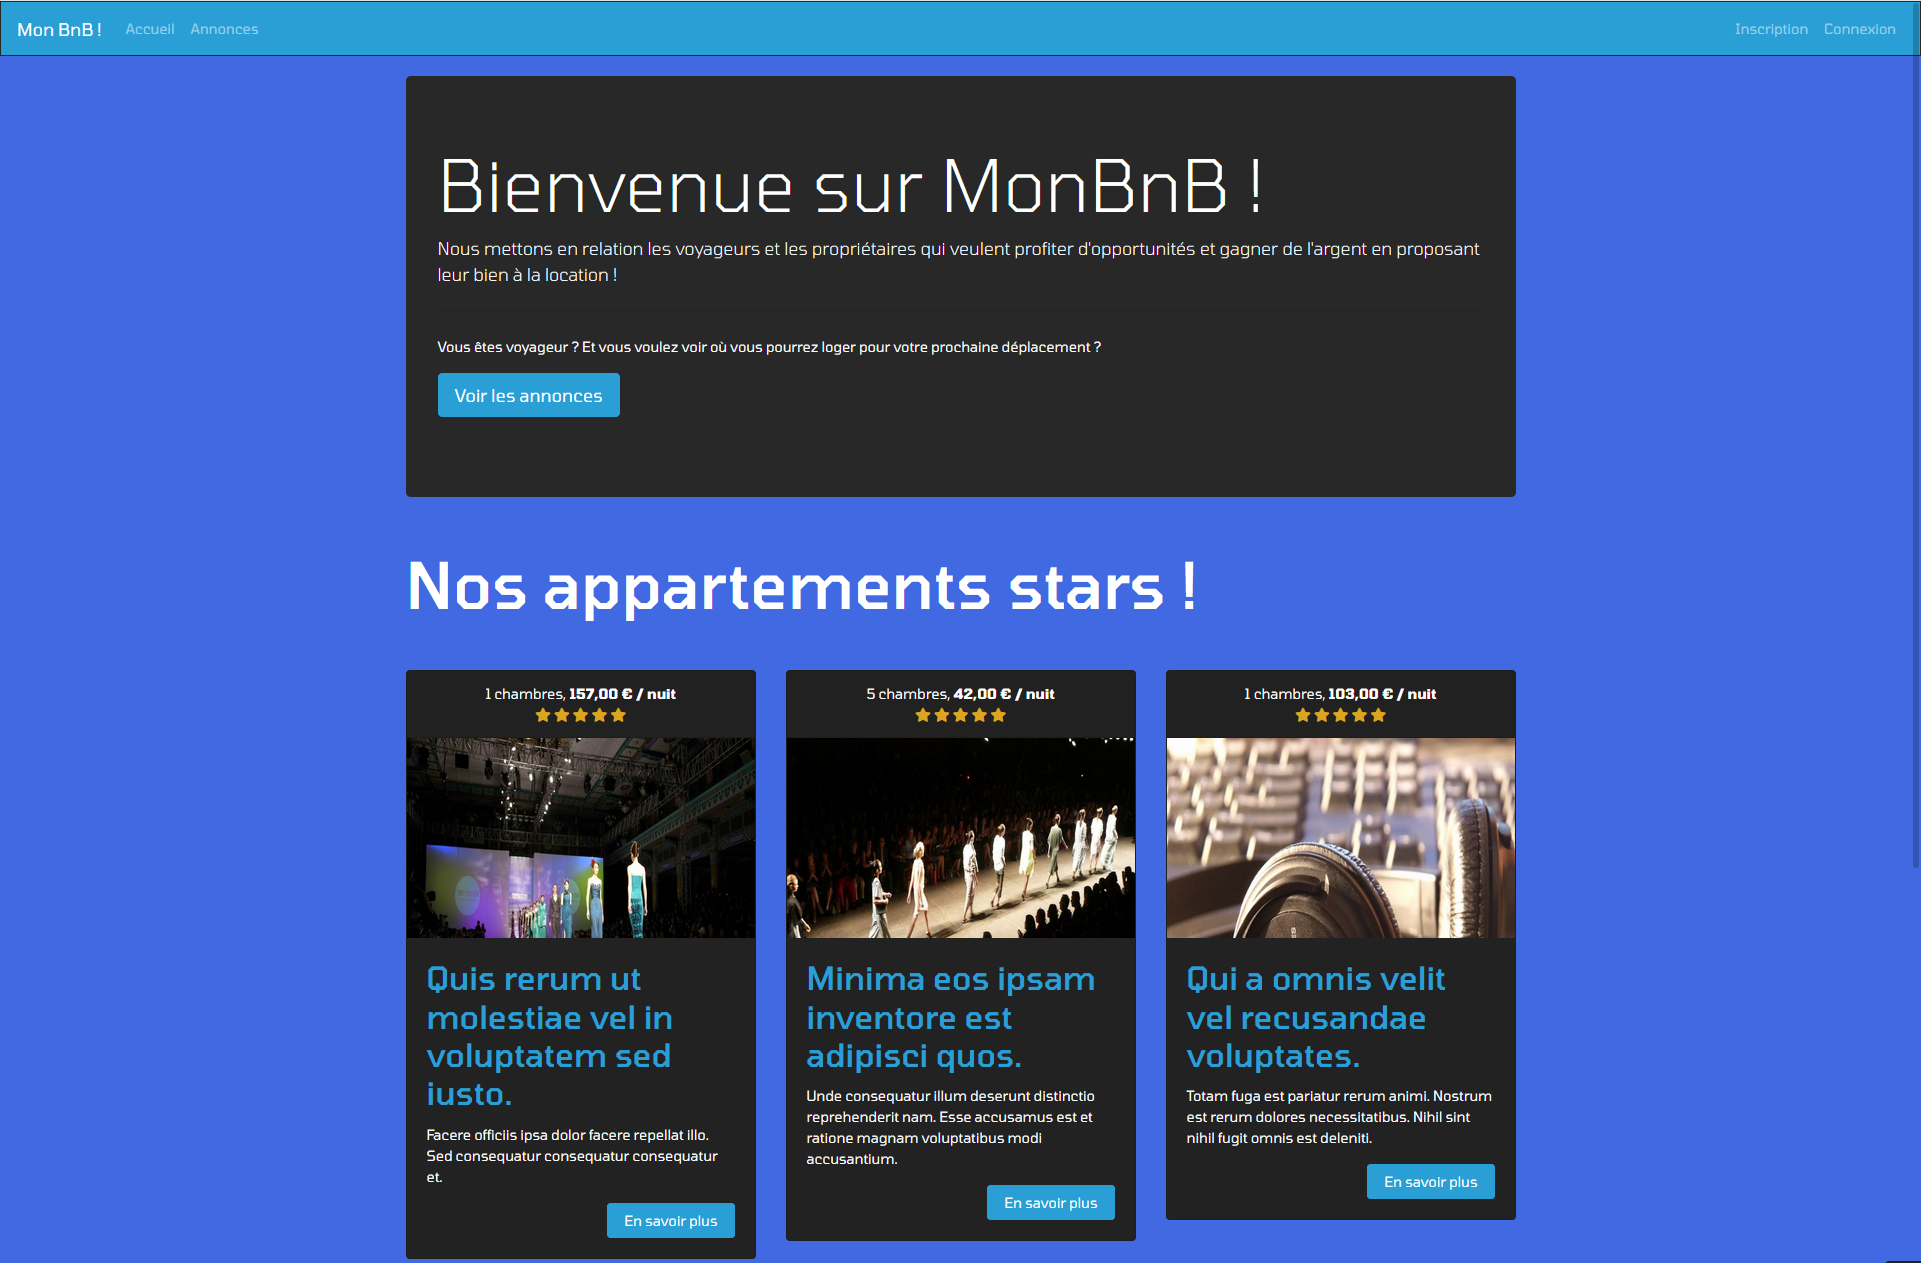 Mon BnB ! Accueil Annonces Inscription Connexion
Bienvenue sur MonBnB !
Nous mettons en relation les voyageurs et les propriétaires qui veulent profiter d'opportunités et gagner de l'argent en proposant
leur bien à la location !
Vous êtes voyageur ? Et vous voulez voir où vous pourrez loger pour votre prochaine déplacement ?
Voir les annonces
Nos appartements stars !
1 chambres, 157,00 € / nuit
Quis rerum ut
molestiae vel in
voluptatem sed
iusto.
Facere officiis ipsa dolor facere repellat illo.
Sed consequatur consequatur consequatur
et.
En savoir plus
5 chambres, 42,00 € / nuit
Minima eos ipsam
inventore est
adipisci quos.
Unde consequatur illum deserunt distinctio
reprehenderit nam. Esse accusamus est et
ratione magnam voluptatibus modi
accusantium.
En savoir plus
1 chambres, 103,00 € / nuit
Qui a omnis velit
vel recusandae
voluptates.
Totam fuga est pariatur rerum animi. Nostrum
est rerum dolores necessitatibus. Nihil sint
nihil fugit omnis est deleniti.
En savoir plus